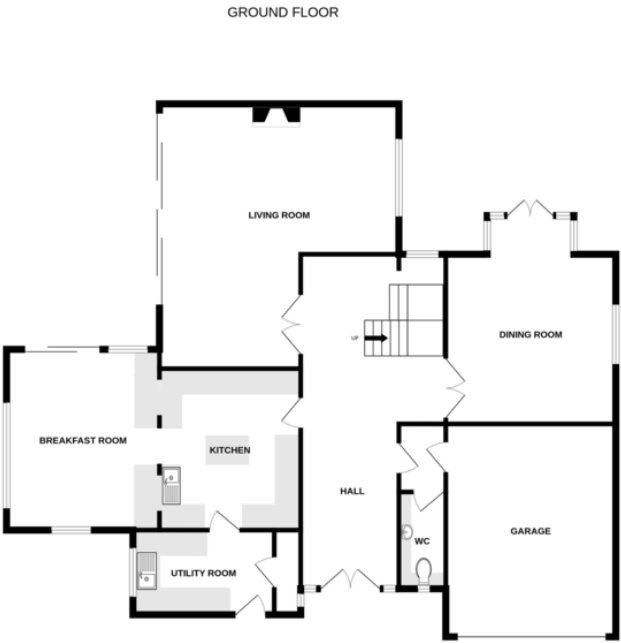 GROUND FLOOR
LIVING ROOM
UP
DINING ROOM
BREAKFAST ROOM
KITCHEN
HALL
GARAGE
WC
UTILITY ROOM